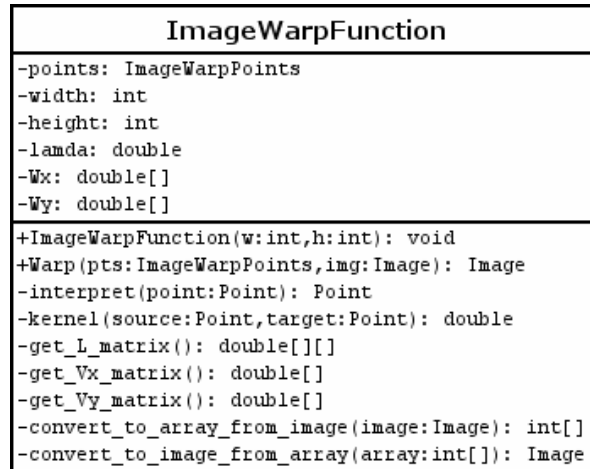 ImageWarpFunction
-points: ImageWarpPoints
-width: int
-height: int
-lamda: double
-Wx: double[]
-Wy: double[]
+ImageWarpFunction(w:int,h:int): void
+Warp(pts:ImageWarpPoints,img:Image): Image
-interpret(point:Point): Point
-kernel(source:Point,target:Point): double
-get_L_matrix(): double[][]
-get_Vx_matrix(): double[]
-get_Vy_matrix(): double[]
-convert_to_array_from_image(image:Image): int[]
-convert_to_image_from_array(array:int[]): Image